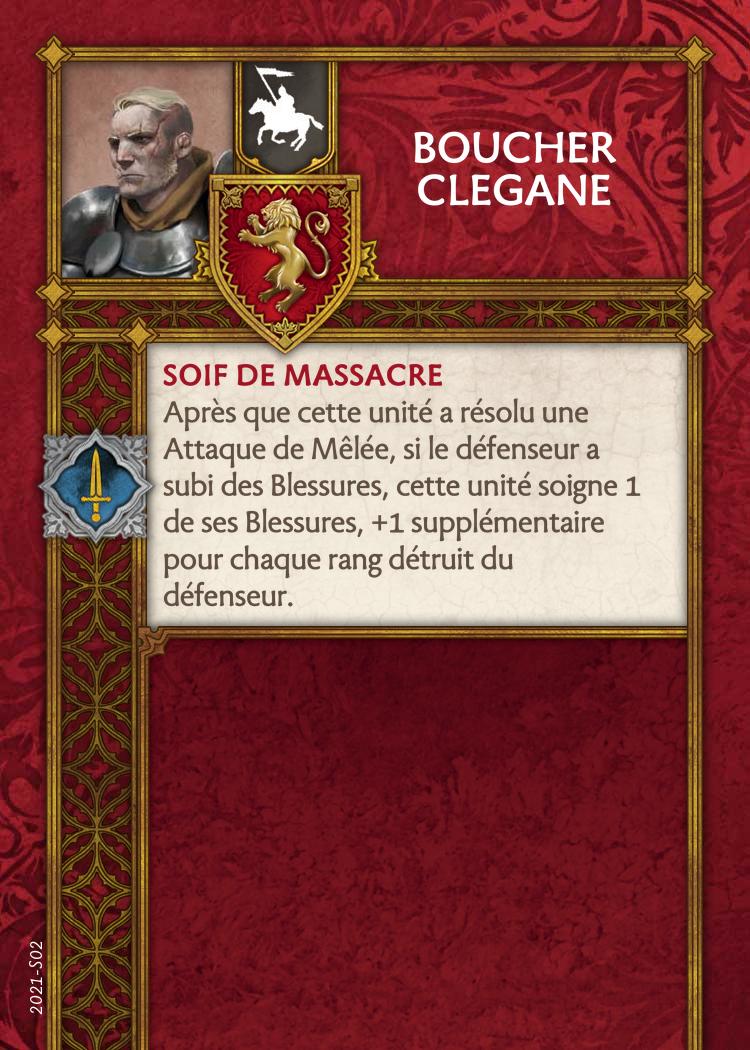 BOUCHER
CLEGANE
SOIF DE MASSACRE
Après que cette unité a résolu une
Attaque de Mêlée, si le défenseur a
subi des Blessures, cette unité soigne 1
de ses Blessures, +1 supplémentaire
pour chaque rang détruit du
défenseur.
2021-S02